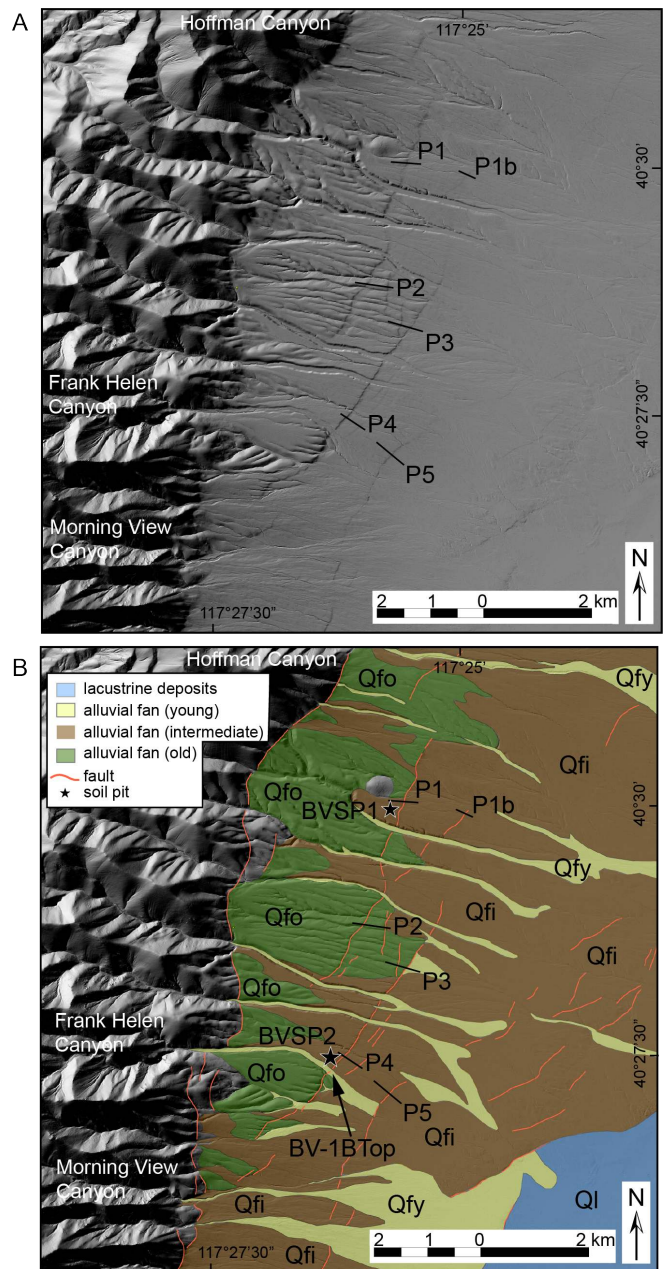 A
Hoffman Canyon
117°25'
P1
P1b
40°30'
P2
P3
Frank Helen
Canyon
P4
40°27'30"
P5
Morning View
Canyon
N
2 1 0 2 km
117°27'30"
B
Hoffman Canyon
117°25'
lacustrine deposits
alluvial fan (young)
alluvial fan (intermediate)
alluvial fan (old)
fault
soil pit
Qfo
Qfy
Qfi
Qfo
P1
BVSP1
P1b
40°30'
Qfy
Qfo
P2
Qfi
Qfi
P3
Qfo
Frank Helen
Canyon
BVSP2
P4
40°27'30"
Qfo
P5
Qfi
BV-1BTop
Morning View
Canyon
Qfi
Qfy
Ql
N
2 1 0 2 km
117°27'30"
Qfi